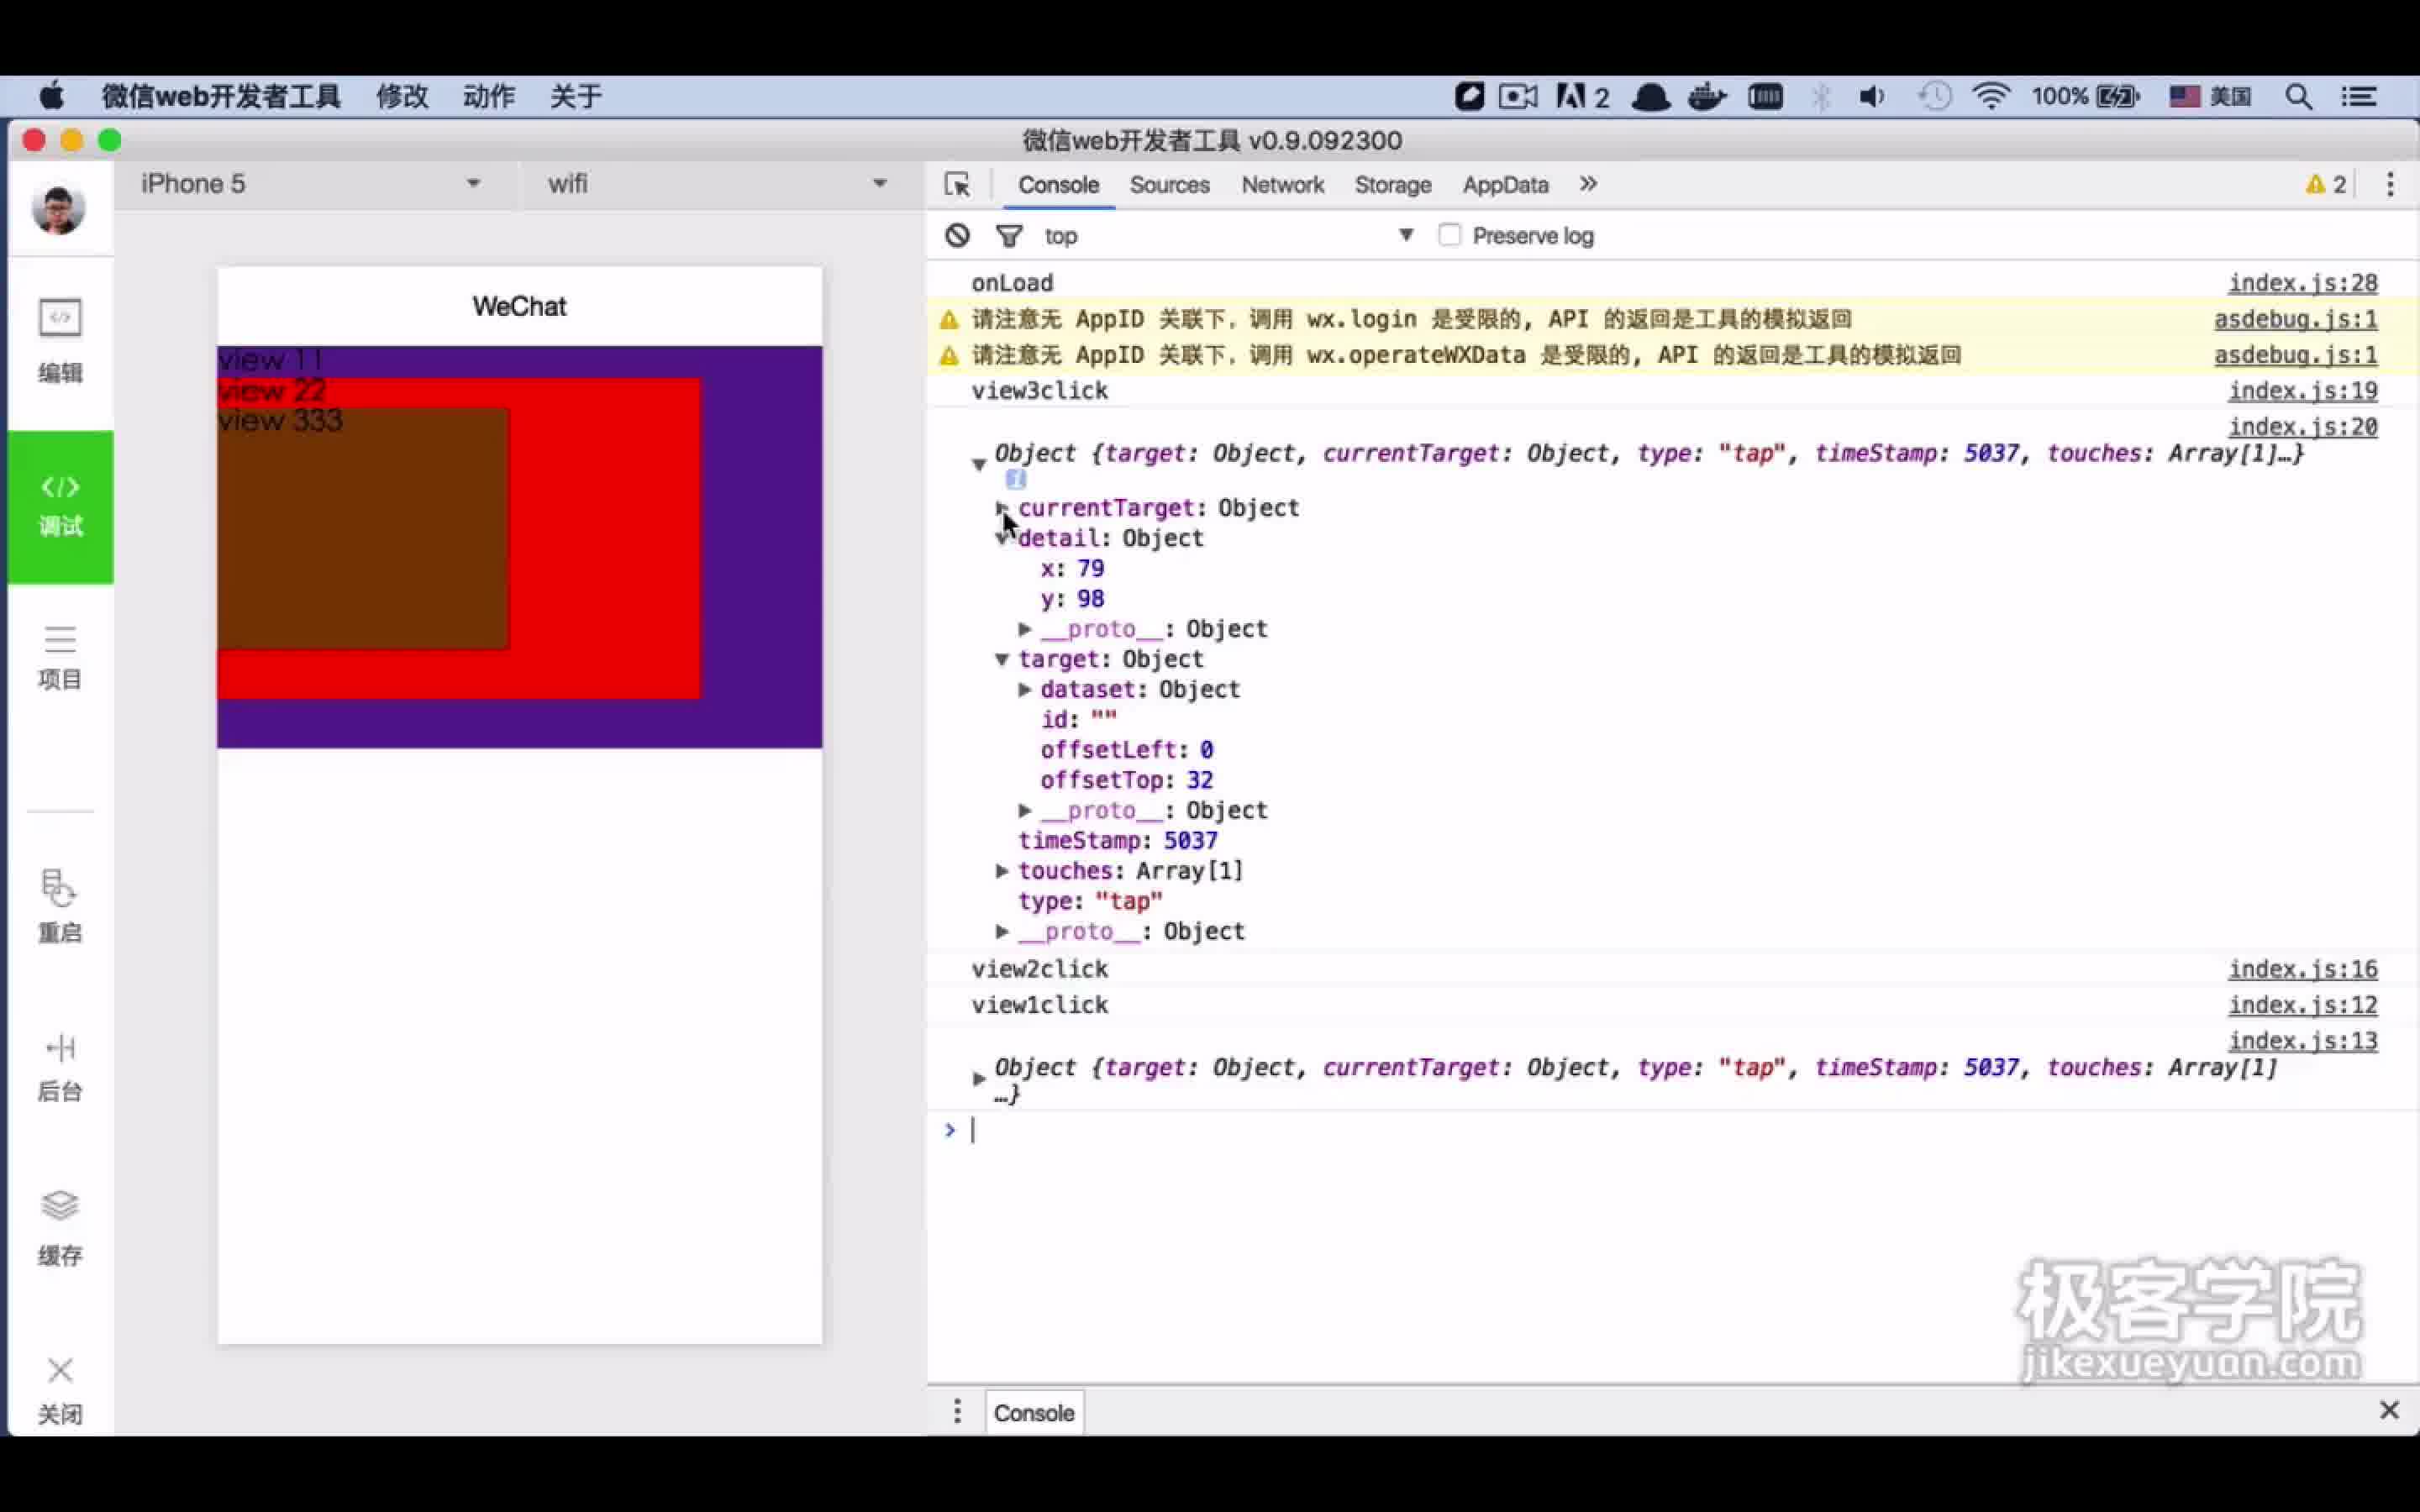 微信web开发者工具 修改 动作 关于 2 100% 美国
微信web开发者工具 v0.9.092300
iPhone 5 wifi
Console Sources Network Storage AppData » 2
top Preserve log
编辑
调试
项目
重启
后台
缓存
关闭
WeChat
view 11
view 22
view 333
onLoad index.js:28
请注意无 AppID 关联下，调用 wx.login 是受限的, API 的返回是工具的模拟返回 asdebug.js:1
请注意无 AppID 关联下，调用 wx.operateWXData 是受限的, API 的返回是工具的模拟返回 asdebug.js:1
view3click index.js:19
index.js:20
Object {target: Object, currentTarget: Object, type: "tap", timeStamp: 5037, touches: Array[1]…}
currentTarget: Object
detail: Object
x: 79
y: 98
__proto__: Object
target: Object
dataset: Object
id: ""
offsetLeft: 0
offsetTop: 32
__proto__: Object
timeStamp: 5037
touches: Array[1]
type: "tap"
__proto__: Object
view2click index.js:16
view1click index.js:12
index.js:13
Object {target: Object, currentTarget: Object, type: "tap", timeStamp: 5037, touches: Array[1]
…}
>
极客学院
jikexueyuan.com
Console